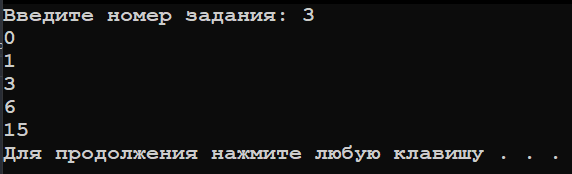 Введите номер задания: 3
0
1
3
6
15
Для продолжения нажмите любую клавишу . . .